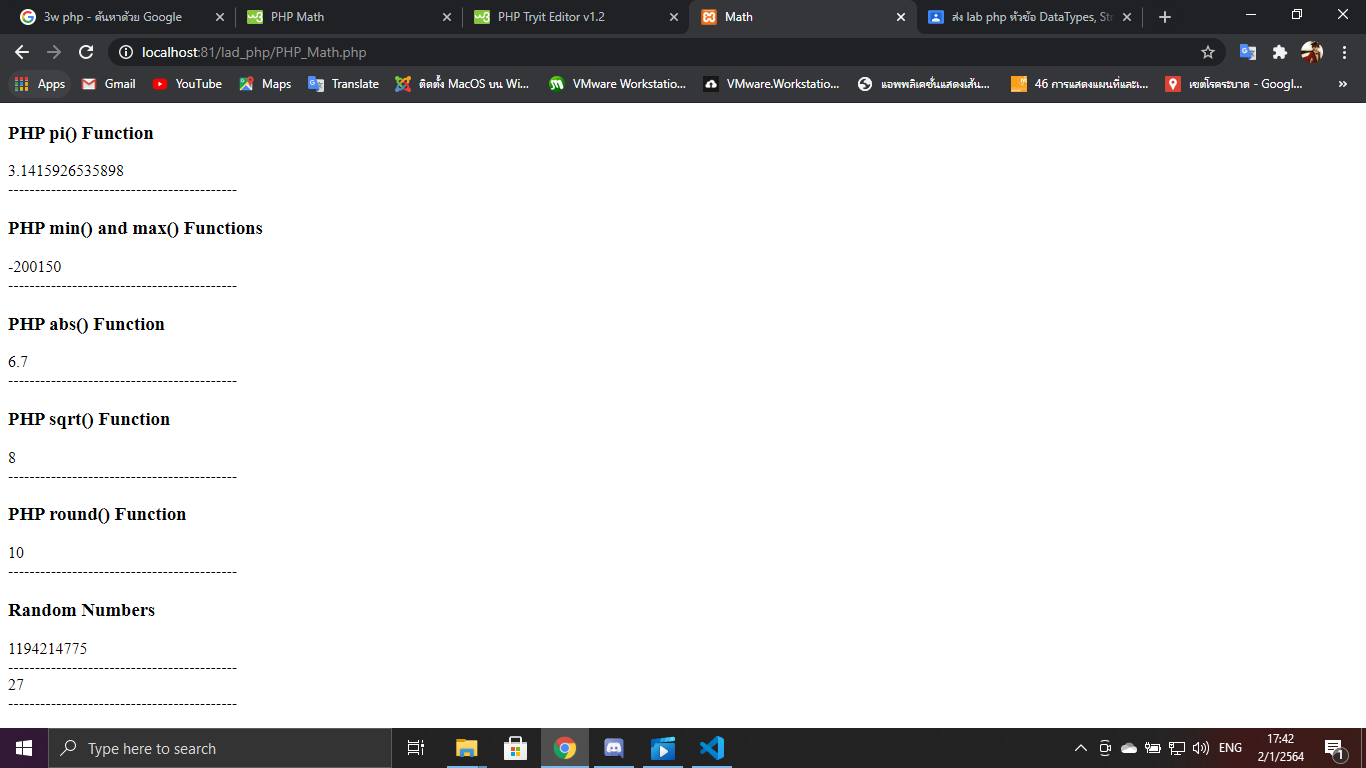 3w php - ค้นหาด้วย Google
PHP Math
PHP Tryit Editor v1.2
Math
ส่ง lab php หัวข้อ DataTypes, Str
localhost:81/lad_php/PHP_Math.php
Apps
Gmail
YouTube
Maps
Translate
ติดตั้ง MacOS บน Wi...
VMware Workstatio...
VMware.Workstatio...
แอพพลิเคชั่นแสดงเส้น...
46 การแสดงแผนที่และเ...
เขตโรคระบาด - Googl...
»
PHP pi() Function
3.1415926535898
-------------------------------------------
PHP min() and max() Functions
-200150
-------------------------------------------
PHP abs() Function
6.7
-------------------------------------------
PHP sqrt() Function
8
-------------------------------------------
PHP round() Function
10
-------------------------------------------
Random Numbers
1194214775
-------------------------------------------
27
-------------------------------------------
Type here to search
ENG
17:42
2/1/2564
1